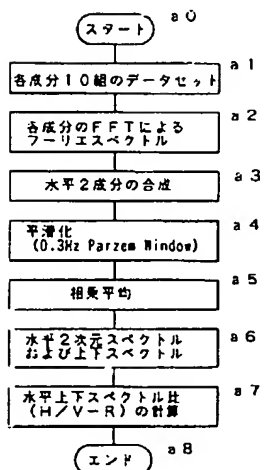 スタート
a0
各成分10組のデータセット
a1
各成分のFFTによる
フーリエスペクトル
a2
水平2成分の合成
a3
平滑化
(0.3Hz Parzem Window)
a4
相乗平均
a5
水平2次元スペクトル
および上下スペクトル
a6
水平上下スペクトル比
(H/V-R)の計算
a7
エンド
a8